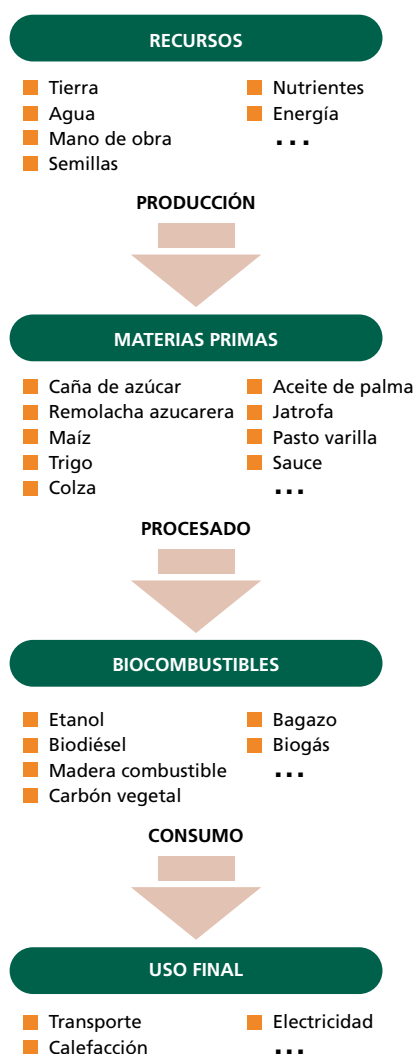 RECURSOS
Tierra
Agua
Mano de obra
Semillas
Nutrientes
Energía
...
PRODUCCIÓN
MATERIAS PRIMAS
Caña de azúcar
Remolacha azucarera
Maíz
Trigo
Colza
Aceite de palma
Jatrofa
Pasto varilla
Sauce
...
PROCESADO
BIOCOMBUSTIBLES
Etanol
Biodiésel
Madera combustible
Carbón vegetal
Bagazo
Biogás
...
CONSUMO
USO FINAL
Transporte
Calefacción
Electricidad
...